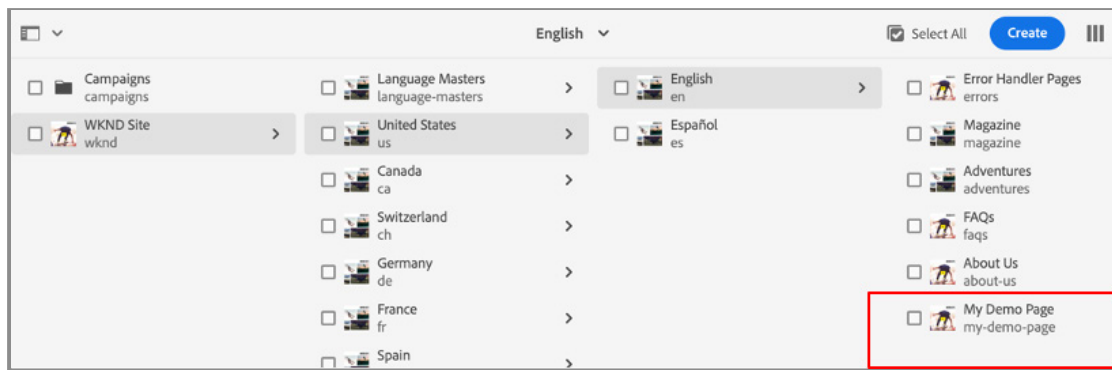 English
Select All
Create
Campaigns
campaigns
WKND Site
wknd
Language Masters
language-masters
United States
us
Canada
ca
Switzerland
ch
Germany
de
France
fr
Spain
English
en
Español
es
Error Handler Pages
errors
Magazine
magazine
Adventures
adventures
FAQs
faqs
About Us
about-us
My Demo Page
my-demo-page